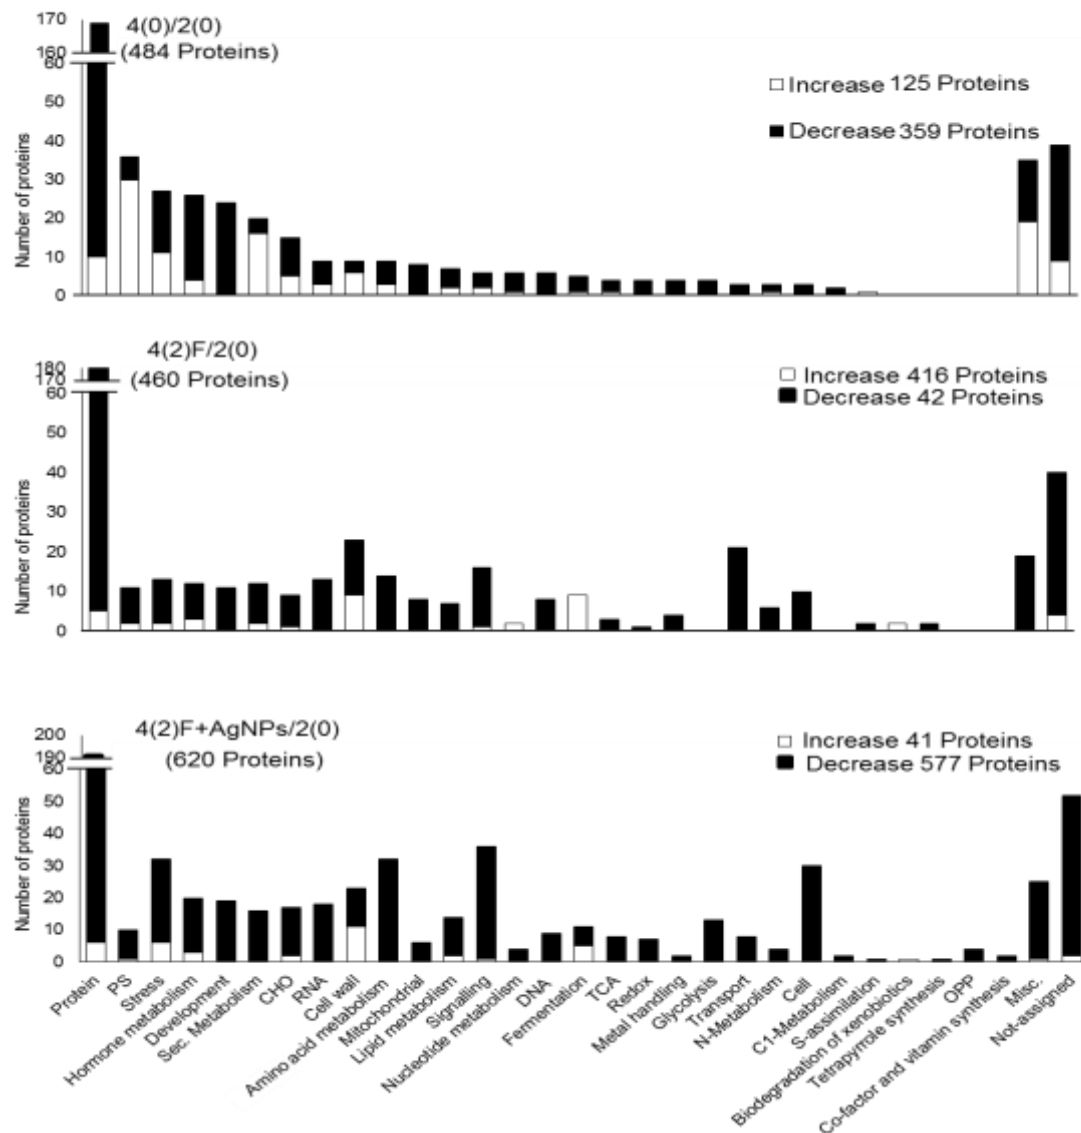 4(0)/2(0)
(484 Proteins)
Increase 125 Proteins
Decrease 359 Proteins
Number of proteins
170
160
60
50
40
30
20
10
0
4(2)F/2(0)
(460 Proteins)
Increase 416 Proteins
Decrease 42 Proteins
Number of proteins
180
170
60
50
40
30
20
10
0
4(2)F+AgNPs/2(0)
(620 Proteins)
Increase 41 Proteins
Decrease 577 Proteins
Number of proteins
200
190
60
50
40
30
20
10
0
Protein
PS
Stress
Hormone metabolism
Development
Sec. Metabolism
CHO
RNA
Cell wall
Amino acid metabolism
Mitochondrial
Lipid metabolism
Signalling
Nucleotide metabolism
DNA
Fermentation
TCA
Redox
Metal handling
Glycolysis
Transport
N-Metabolism
Cell
C1-Metabolism
S-assimilation
Biodegradation of xenobiotics
Tetrapyrrole synthesis
OPP
Co-factor and vitamin synthesis
Misc.
Not-assigned